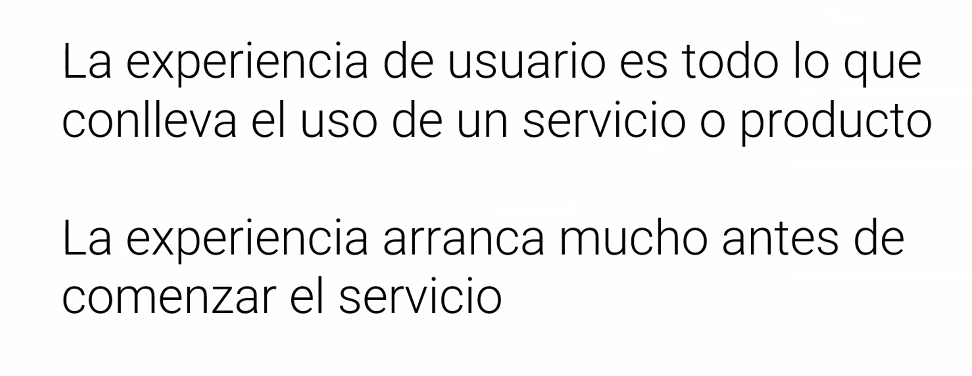 La experiencia de usuario es todo lo que
conlleva el uso de un servicio o producto
La experiencia arranca mucho antes de
comenzar el servicio